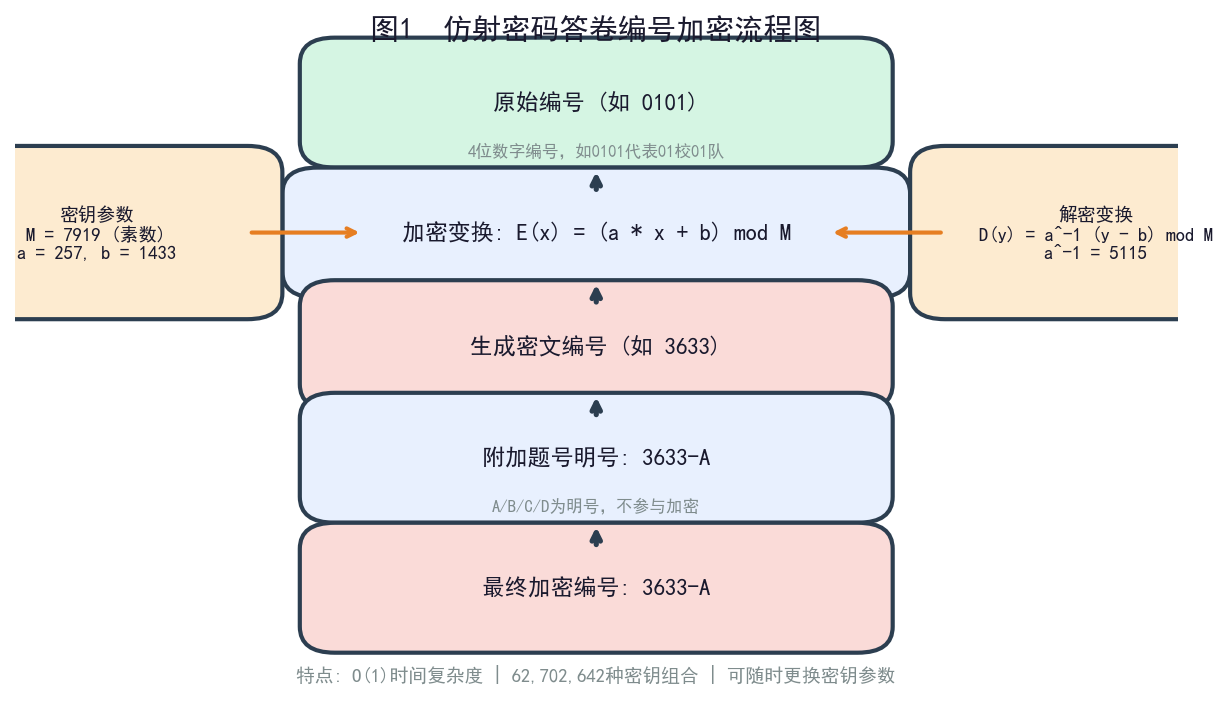 图1  仿射密码答卷编号加密流程图
原始编号 (如 0101)
4位数字编号, 如0101代表01校01队
密钥参数
M = 7919 (素数)
a = 257, b = 1433
加密变换: E(x) = (a * x + b) mod M
解密变换
D(y) = a^-1 (y - b) mod M
a^-1 = 5115
生成密文编号 (如 3633)
附加题号明号: 3633-A
A/B/C/D为明号, 不参与加密
最终加密编号: 3633-A
特点: O(1)时间复杂度 | 62,702,642种密钥组合 | 可随时更换密钥参数